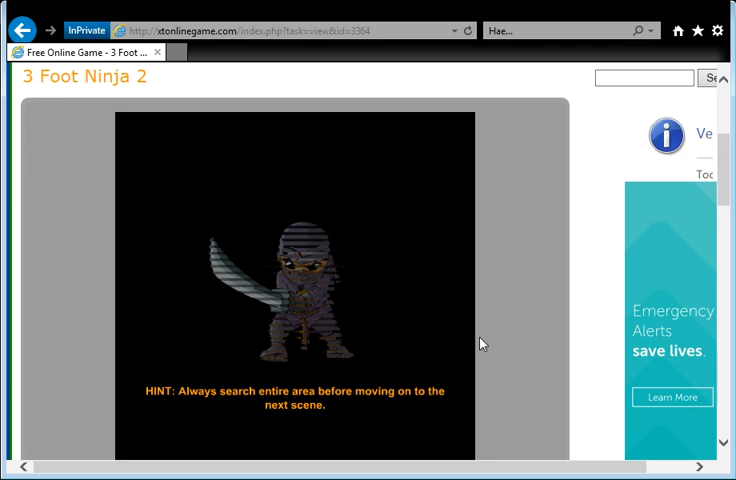 InPrivate
http://xtonlinegame.com/index.php?task=view&id=3364
Hae...
Free Online Game - 3 Foot ...
3 Foot Ninja 2
Se
Ve
Too
Emergency
Alerts
save lives.
Learn More
HINT: Always search entire area before moving on to the
next scene.